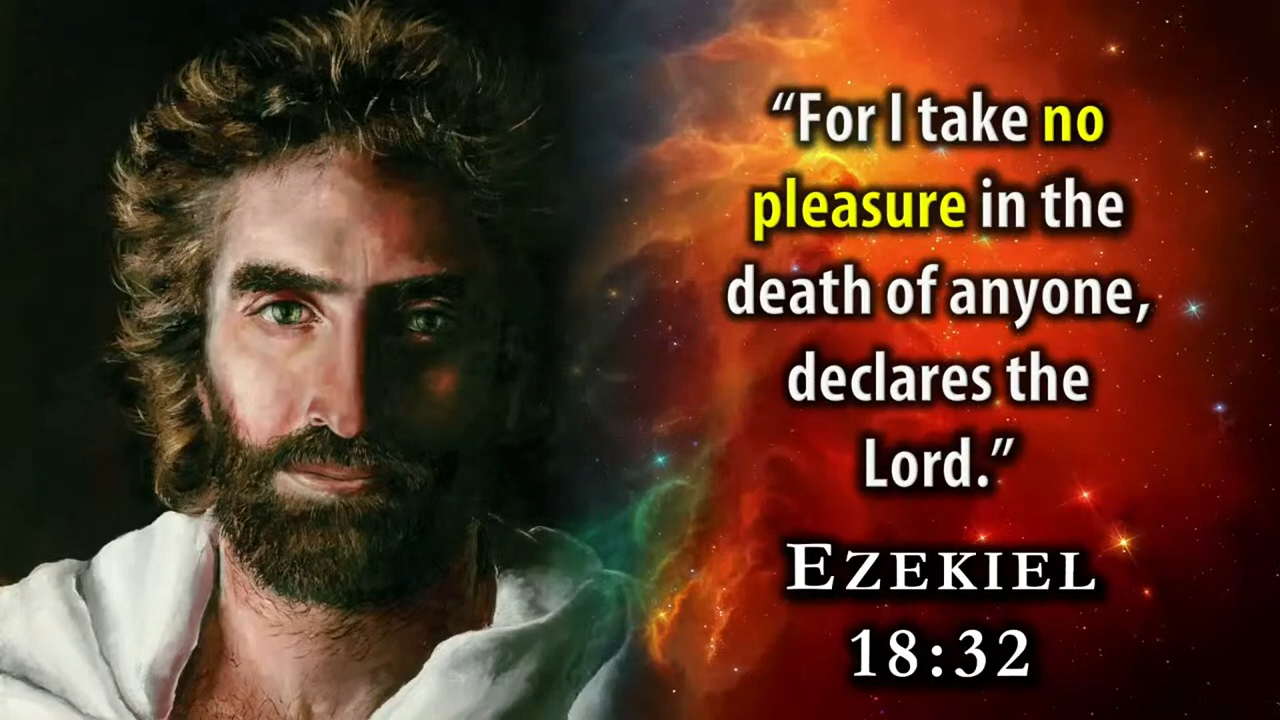 “For I take no
pleasure in the
death of anyone,
declares the
Lord.”
EZEKIEL
18:32